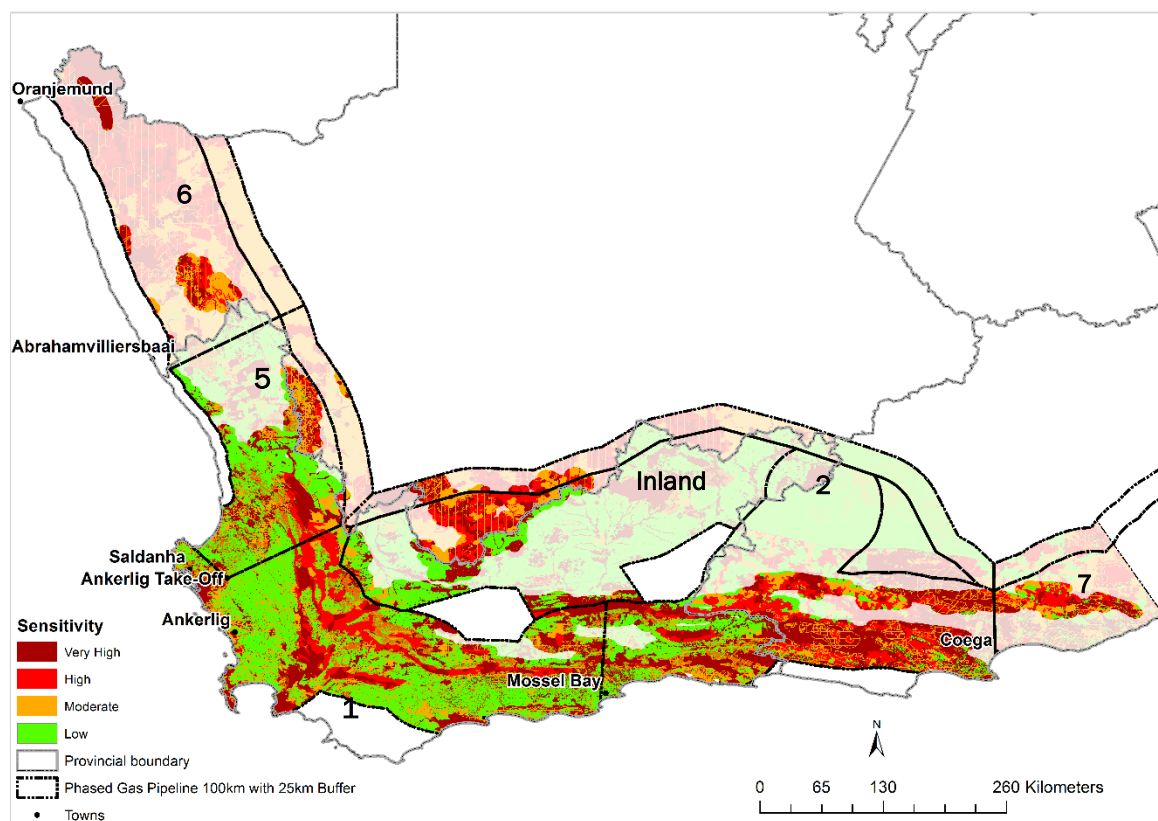 Oranjemund
6
Abrahamvilliersbaai
5
Inland
2
Saldanha
Ankerlig Take-Off
7
Ankerlig
Coega
Mossel Bay
1
Sensitivity
Very High
High
Moderate
Low
Provincial boundary
Phased Gas Pipeline 100km with 25km Buffer
Towns
N
0 65 130 260 Kilometers